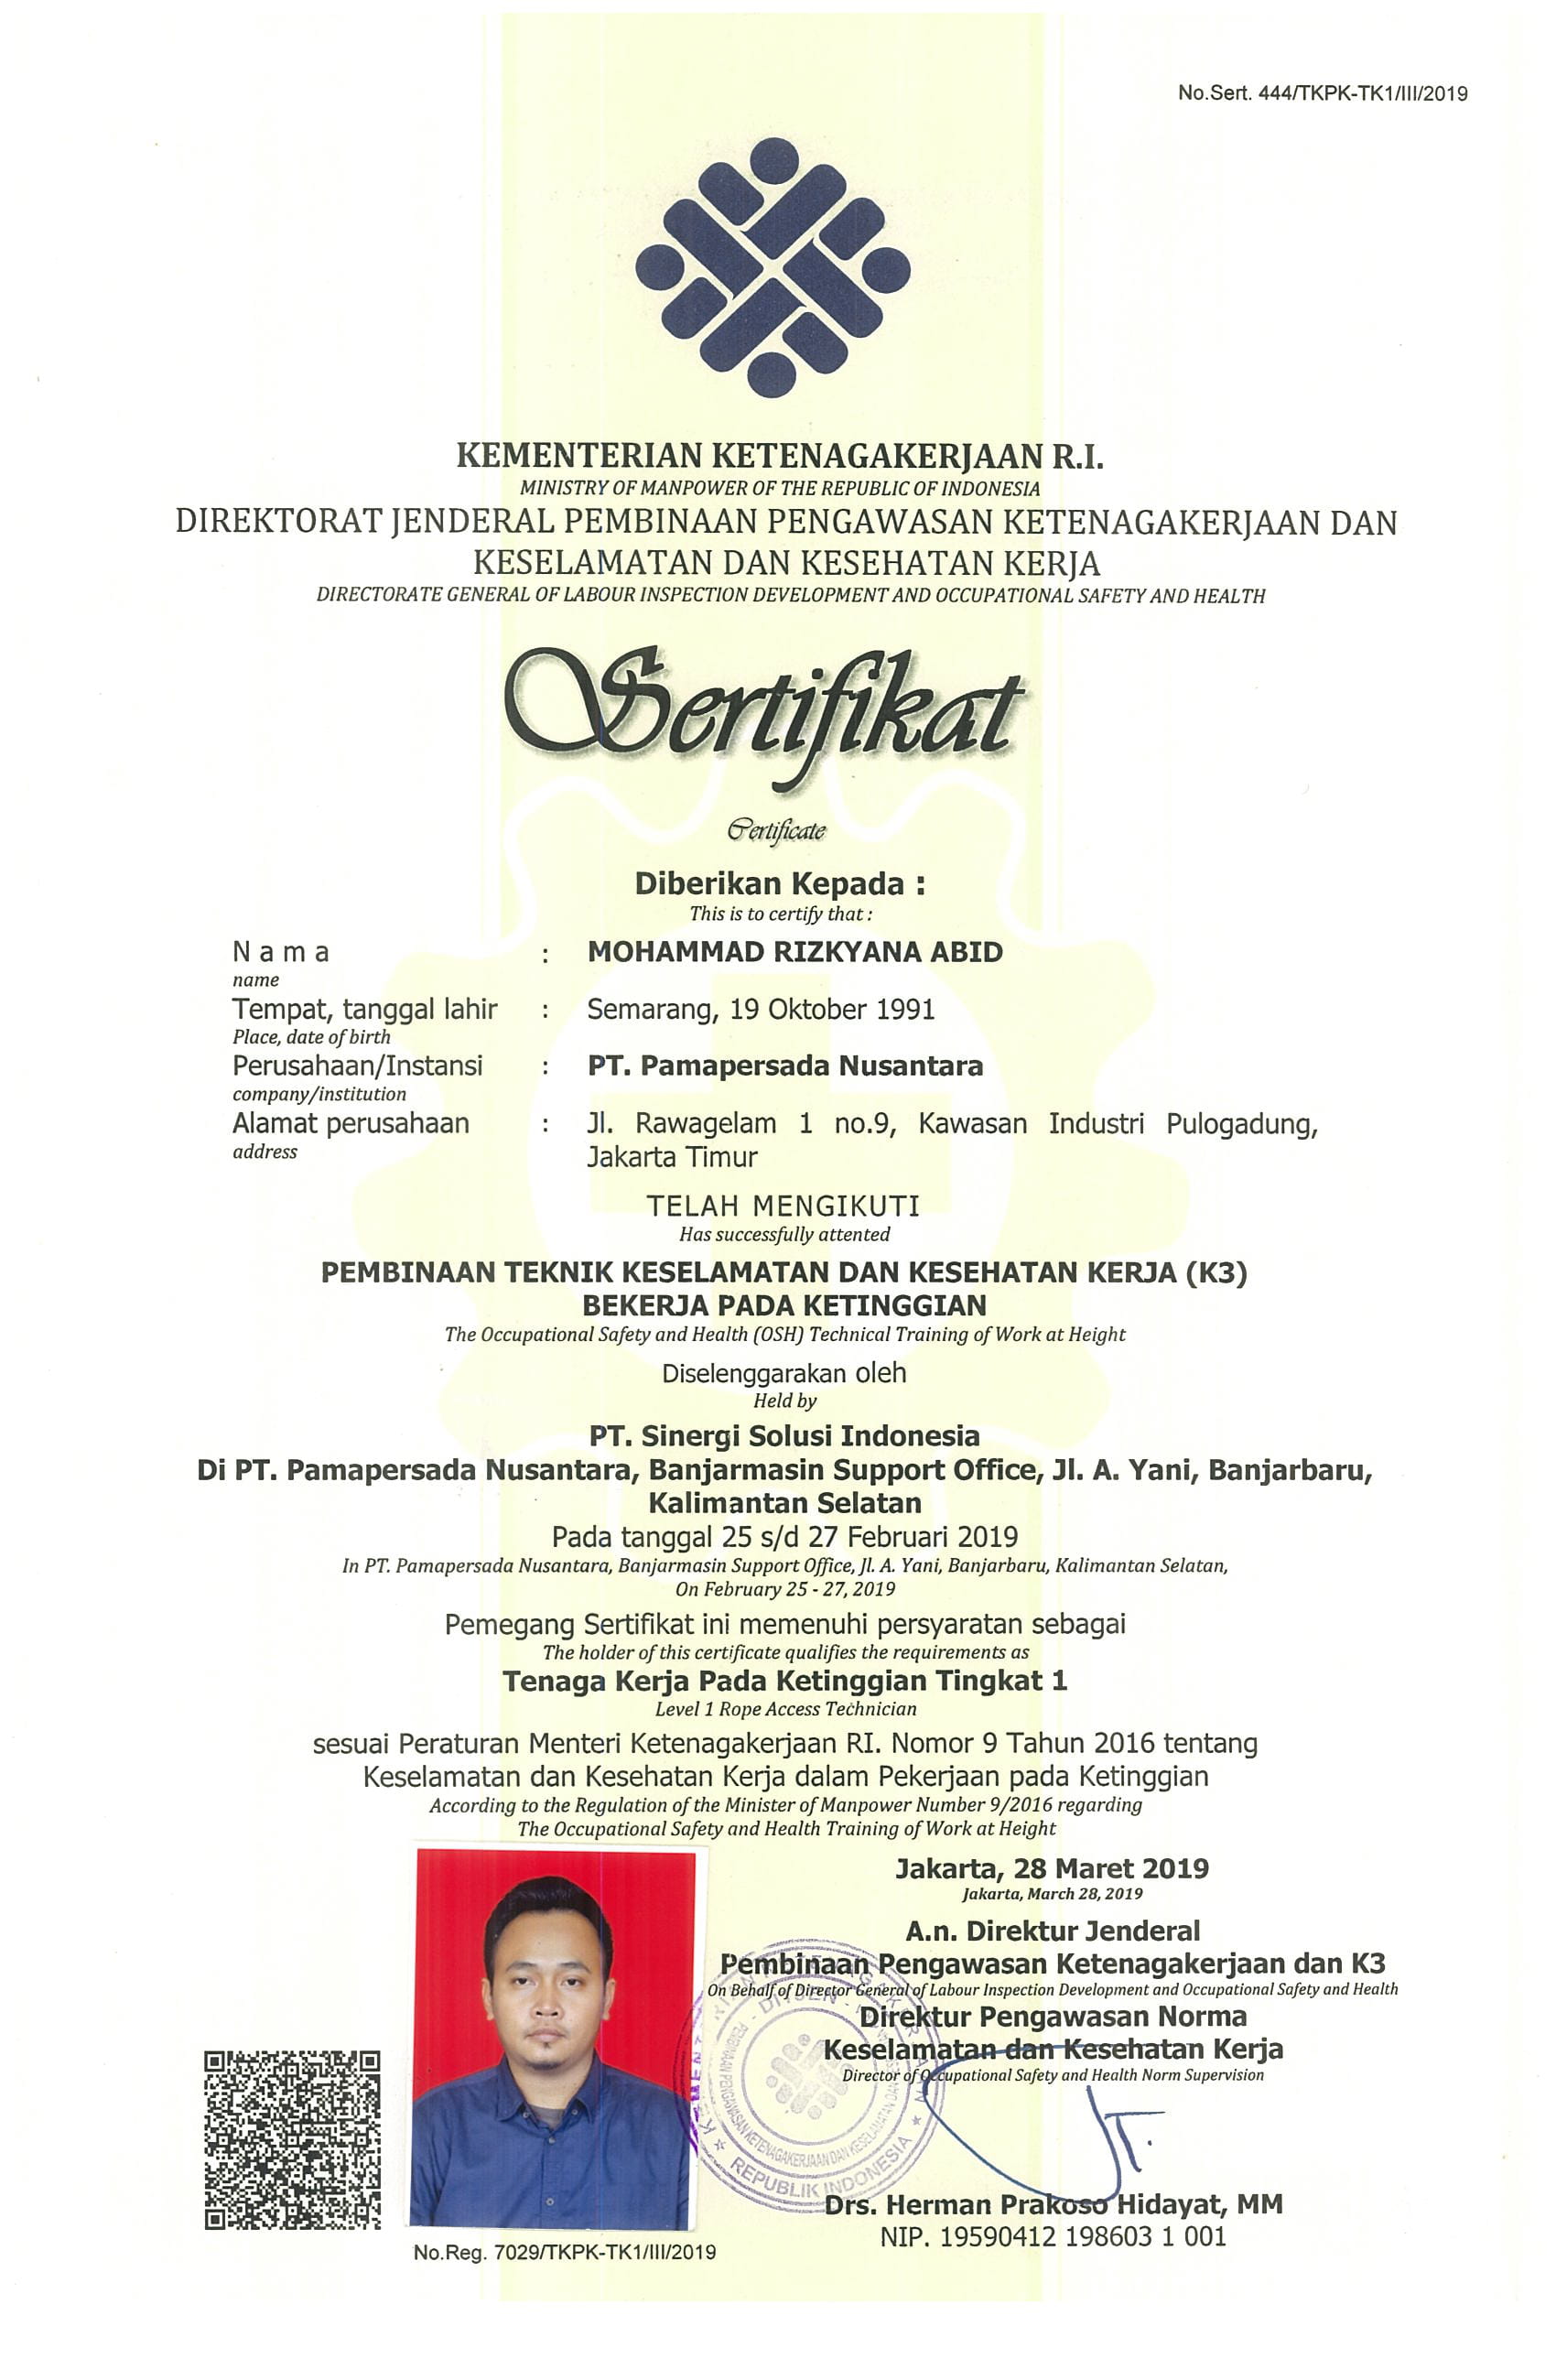 No.Sert. 444/TKPK-TK1/III/2019
KEMENTERIAN KETENAGAKERJAAN R.I.
MINISTRY OF MANPOWER OF THE REPUBLIC OF INDONESIA
DIREKTORAT JENDERAL PEMBINAAN PENGAWASAN KETENAGAKERJAAN DAN
KESELAMATAN DAN KESEHATAN KERJA
DIRECTORATE GENERAL OF LABOUR INSPECTION DEVELOPMENT AND OCCUPATIONAL SAFETY AND HEALTH
Sertifikat
Certificate
Diberikan Kepada :
This is to certify that :
N a m a : MOHAMMAD RIZKYANA ABID
name
Tempat, tanggal lahir : Semarang, 19 Oktober 1991
Place, date of birth
Perusahaan/Instansi : PT. Pamapersada Nusantara
company/institution
Alamat perusahaan : Jl. Rawagelam 1 no.9, Kawasan Industri Pulogadung,
address
Jakarta Timur
TELAH MENGIKUTI
Has successfully attented
PEMBINAAN TEKNIK KESELAMATAN DAN KESEHATAN KERJA (K3)
BEKERJA PADA KETINGGIAN
The Occupational Safety and Health (OSH) Technical Training of Work at Height
Diselenggarakan oleh
Held by
PT. Sinergi Solusi Indonesia
Di PT. Pamapersada Nusantara, Banjarmasin Support Office, Jl. A. Yani, Banjarbaru,
Kalimantan Selatan
Pada tanggal 25 s/d 27 Februari 2019
In PT. Pamapersada Nusantara, Banjarmasin Support Office, Jl. A. Yani, Banjarbaru, Kalimantan Selatan,
On February 25 - 27, 2019
Pemegang Sertifikat ini memenuhi persyaratan sebagai
The holder of this certificate qualifies the requirements as
Tenaga Kerja Pada Ketinggian Tingkat 1
Level 1 Rope Access Technician
sesuai Peraturan Menteri Ketenagakerjaan RI. Nomor 9 Tahun 2016 tentang
Keselamatan dan Kesehatan Kerja dalam Pekerjaan pada Ketinggian
According to the Regulation of the Minister of Manpower Number 9/2016 regarding
The Occupational Safety and Health Training of Work at Height
Jakarta, 28 Maret 2019
Jakarta, March 28, 2019
A.n. Direktur Jenderal
Pembinaan Pengawasan Ketenagakerjaan dan K3
On Behalf of Director General of Labour Inspection Development and Occupational Safety and Health
Direktur Pengawasan Norma
Keselamatan dan Kesehatan Kerja
Director of Occupational Safety and Health Norm Supervision
REPUBLIK INDONESIA
Drs. Herman Prakoso Hidayat, MM
NIP. 19590412 198603 1 001
No.Reg. 7029/TKPK-TK1/III/2019